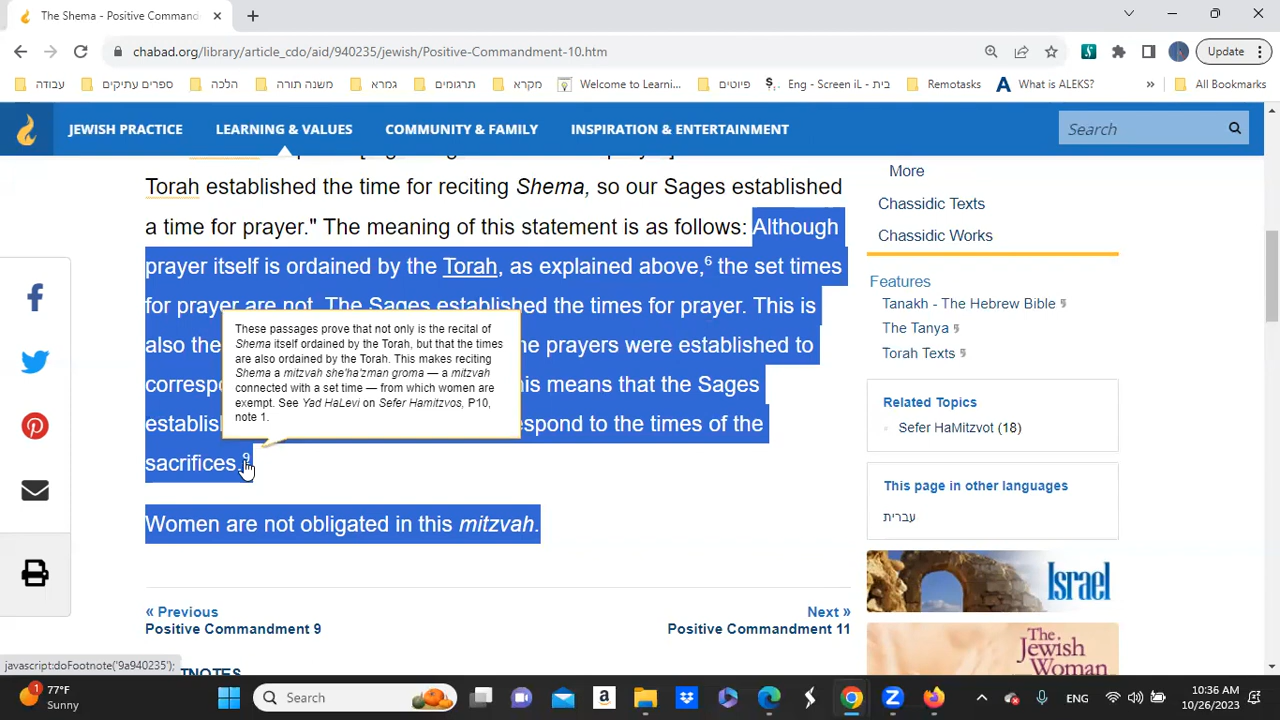 The Shema - Positive Comman
chabad.org/library/article_cdo/aid/940235/jewish/Positive-Commandment-10.htm
Update
עבודה
ספרים עתיקים
הלכה
משנה תורה
גמרא
תרגומים
מקרא
Welcome to Learni...
פיוטים
Eng - Screen iL - בית
Remotasks
What is ALEKS?
»
All Bookmarks
JEWISH PRACTICE
LEARNING & VALUES
COMMUNITY & FAMILY
INSPIRATION & ENTERTAINMENT
Search
Torah established the time for reciting Shema, so our Sages established
a time for prayer." The meaning of this statement is as follows: Although
prayer itself is ordained by the Torah, as explained above,6 the set times
for prayer are not. The Sages established the times for prayer. This is
also the
he prayers were established to
correspo
his means that the Sages
establis
espond to the times of the
sacrifices.9
These passages prove that not only is the recital of
Shema itself ordained by the Torah, but that the times
are also ordained by the Torah. This makes reciting
Shema a mitzvah she'ha'zman groma — a mitzvah
connected with a set time — from which women are
exempt. See Yad HaLevi on Sefer Hamitzvos, P10,
note 1.
Women are not obligated in this mitzvah.
« Previous
Positive Commandment 9
Next »
Positive Commandment 11
More
Chassidic Texts
Chassidic Works
Features
Tanakh - The Hebrew Bible
The Tanya
Torah Texts
Related Topics
Sefer HaMitzvot (18)
This page in other languages
עברית
Israel
The
Jewish
Woman
javascript:doFootnote('9a940235');
77°F
Sunny
Search
ENG
10:36 AM
10/26/2023